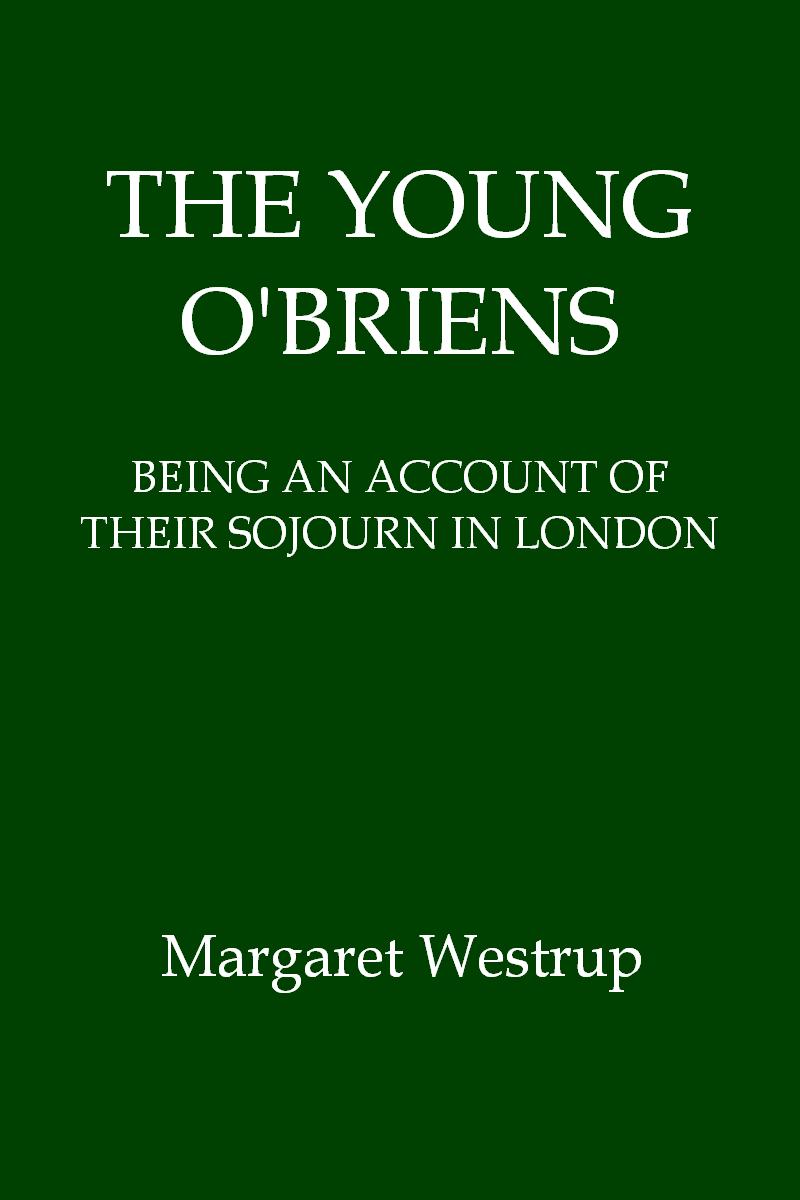 THE YOUNG
O'BRIENS
BEING AN ACCOUNT OF
THEIR SOJOURN IN LONDON
Margaret Westrup